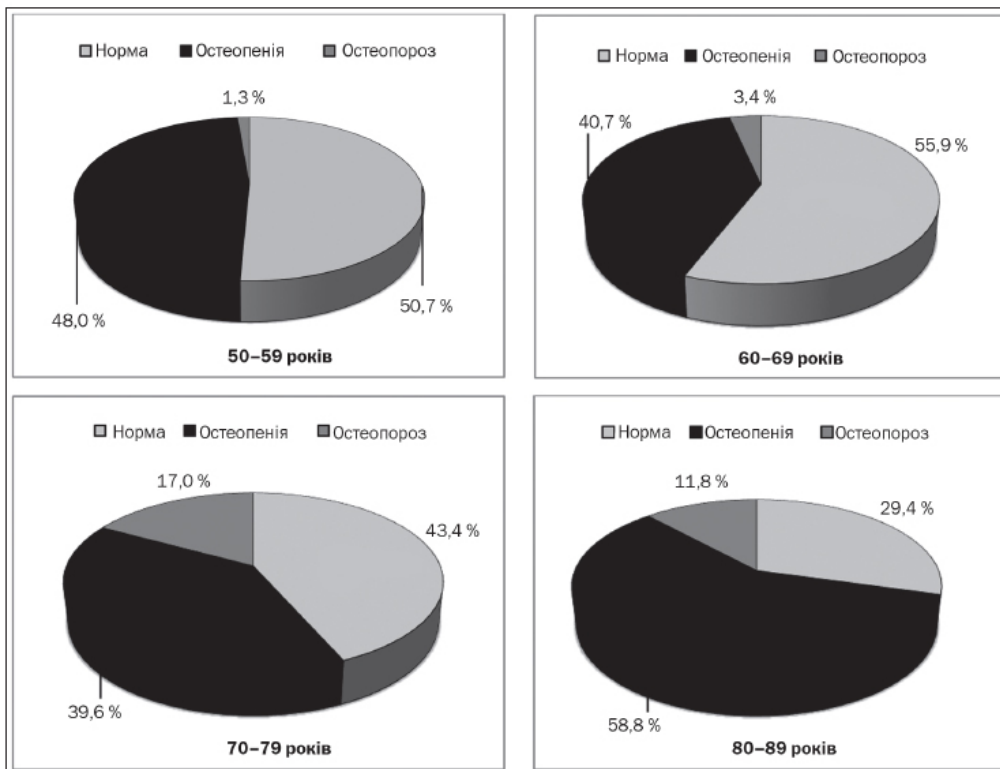 Норма Остеопенія Остеопороз
1,3 %
48,0 %
50,7 %
50–59 років
Норма Остеопенія Остеопороз
3,4 %
40,7 %
55,9 %
60–69 років
Норма Остеопенія Остеопороз
17,0 %
43,4 %
39,6 %
70–79 років
Норма Остеопенія Остеопороз
11,8 %
29,4 %
58,8 %
80–89 років